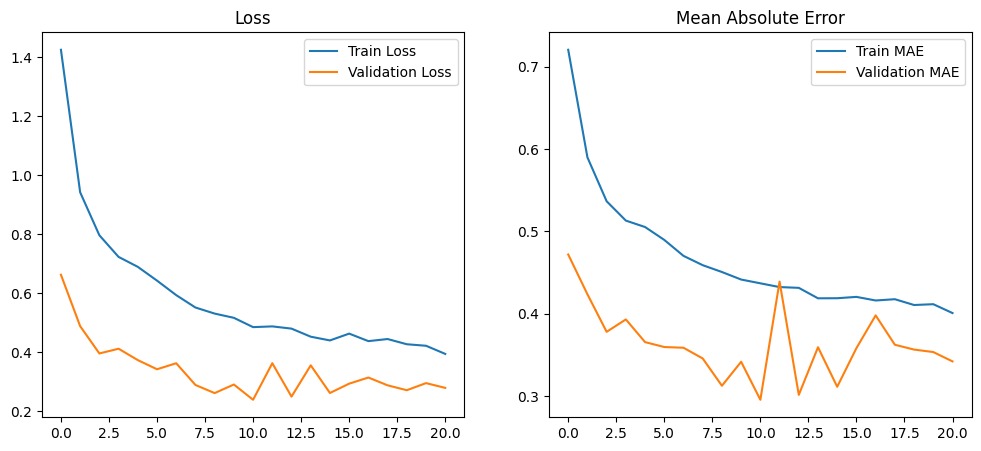 Loss
Train Loss
Validation Loss
1.4
1.2
1.0
0.8
0.6
0.4
0.2
0.0 2.5 5.0 7.5 10.0 12.5 15.0 17.5 20.0
Mean Absolute Error
Train MAE
Validation MAE
0.7
0.6
0.5
0.4
0.3
0.0 2.5 5.0 7.5 10.0 12.5 15.0 17.5 20.0